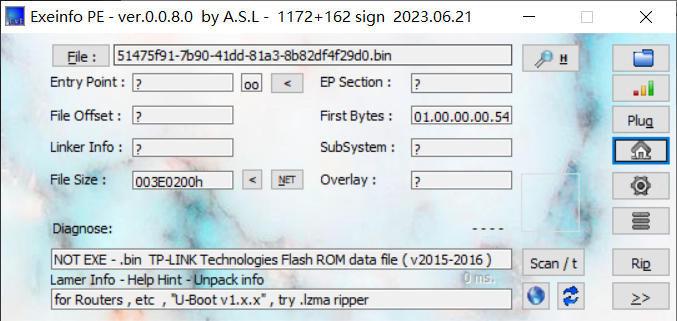 Exeinfo PE - ver.0.0.8.0 by A.S.L - 1172+162 sign 2023.06.21
File : 51475f91-7b90-41dd-81a3-8b82df4f29d0.bin H
Entry Point : ? oo < EP Section : ?
File Offset : ? First Bytes : 01.00.00.00.54 Plug
Linker Info : ? SubSystem : ?
File Size : 003E0200h < NET Overlay : ?
Diagnose: ----
NOT EXE - .bin TP-LINK Technologies Flash ROM data file ( v2015-2016 ) Scan / t Rip
Lamer Info - Help Hint - Unpack info 0 ms.
for Routers , etc , "U-Boot v1.x.x" , try .lzma ripper >>